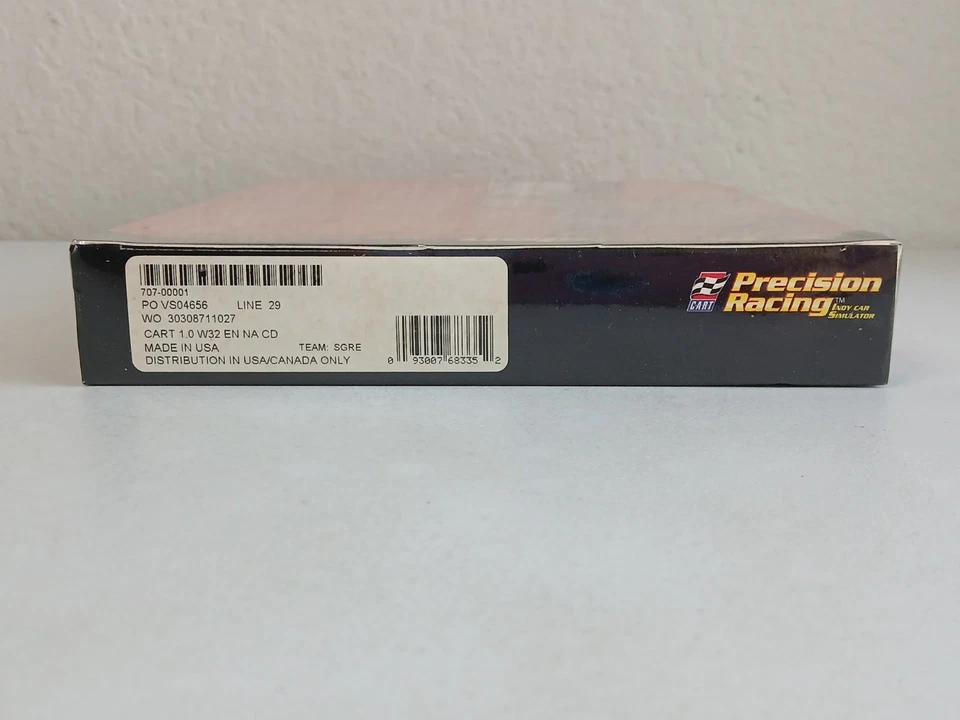 707-00001
PO VS04656 LINE 29
WO 30308711027
CART 1.0 W32 EN NA CD
MADE IN USA TEAM: SGRE
DISTRIBUTION IN USA/CANADA ONLY
0 93007 68335 2
CART
Precision
Racing™
INDY CAR
SIMULATOR